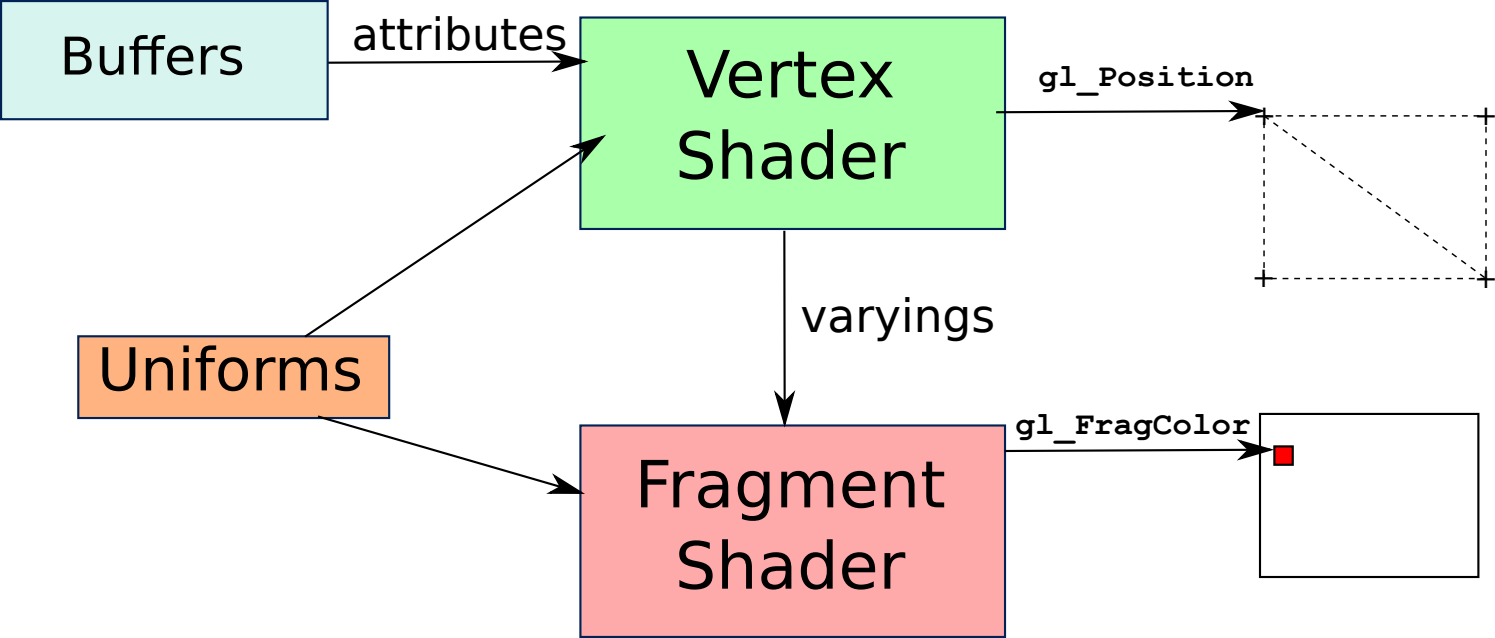 Buffers
attributes
Vertex
Shader
gl_Position
Uniforms
varyings
gl_FragColor
Fragment
Shader